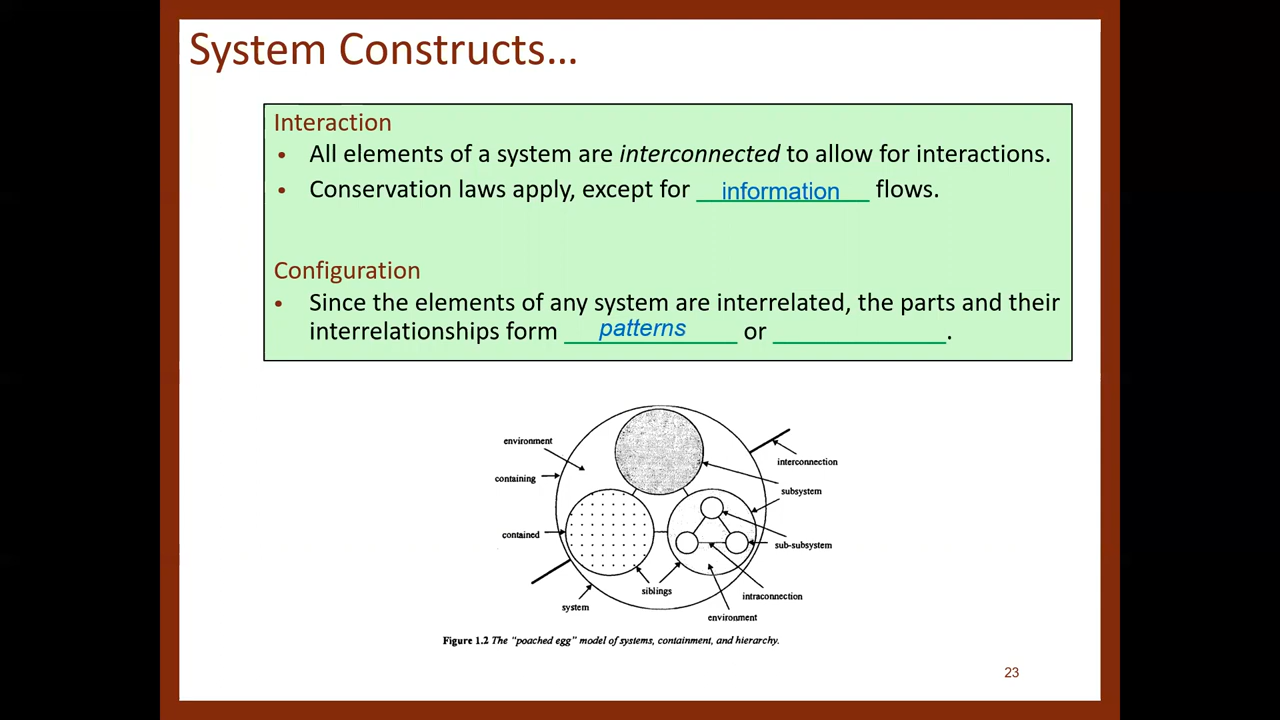 System Constructs…
Interaction
• All elements of a system are interconnected to allow for interactions.
• Conservation laws apply, except for information flows.
Configuration
• Since the elements of any system are interrelated, the parts and their
interrelationships form patterns or ______________.
environment
interconnection
containing
subsystem
contained
sub-subsystem
siblings
intraconnection
system
environment
Figure 1.2 The "poached egg" model of systems, containment, and hierarchy.
23